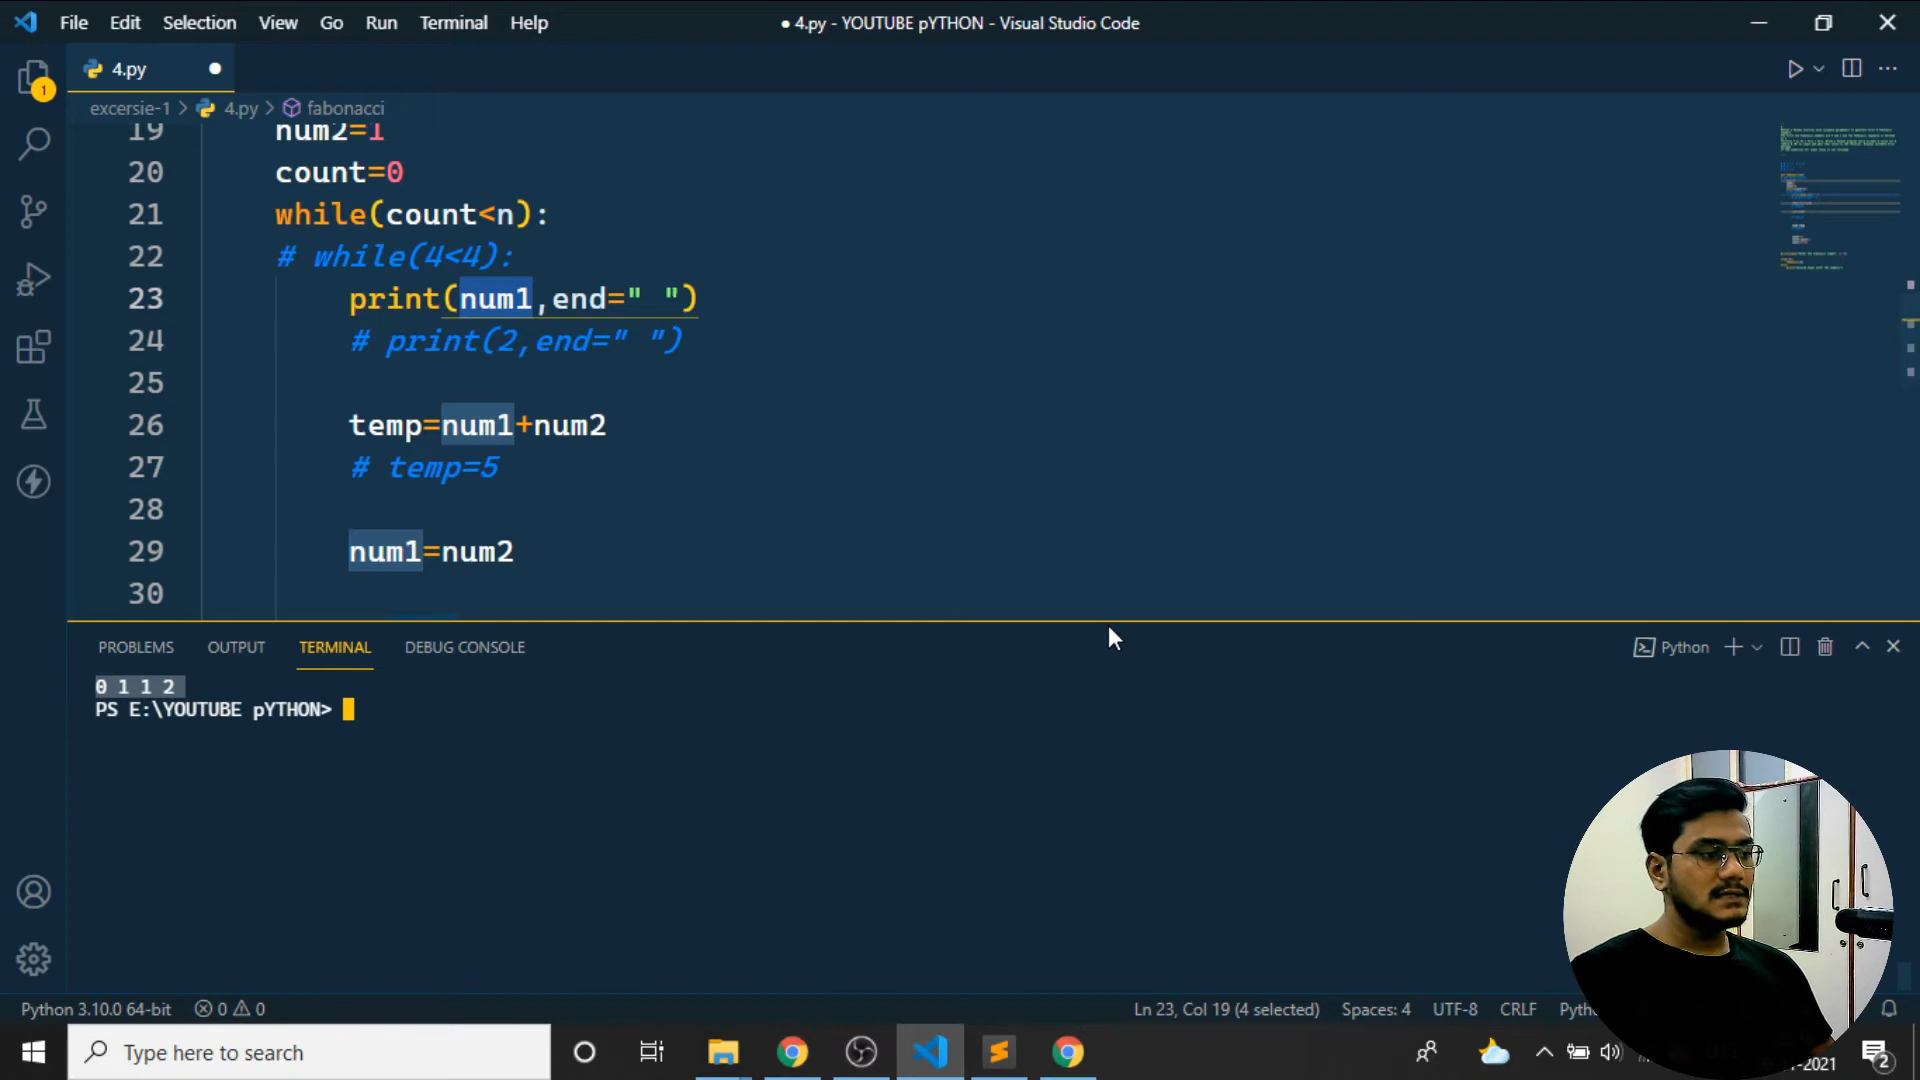 File Edit Selection View Go Run Terminal Help
● 4.py - YOUTUBE pYTHON - Visual Studio Code
4.py
1
excersie-1 > 4.py > fabonacci
19 num2=1
20 count=0
21 while(count<n):
22 # while(4<4):
23 print(num1,end=" ")
24 # print(2,end=" ")
25
26 temp=num1+num2
27 # temp=5
28
29 num1=num2
30
PROBLEMS OUTPUT TERMINAL DEBUG CONSOLE
Python
0 1 1 2
PS E:\YOUTUBE pYTHON>
Python 3.10.0 64-bit 0 0
Ln 23, Col 19 (4 selected) Spaces: 4 UTF-8 CRLF
Type here to search
2021
2